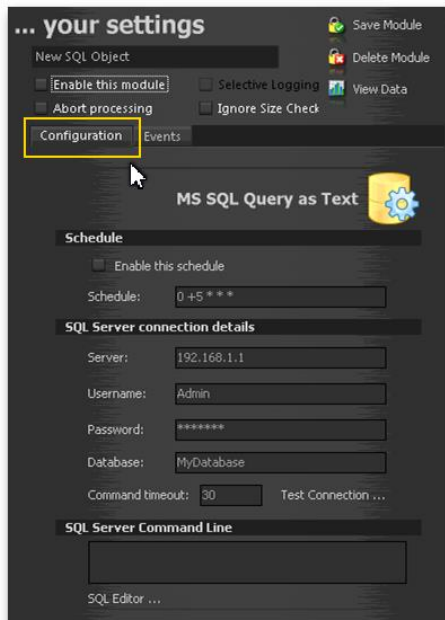 ... your settings
Save Module
New SQL Object
Delete Module
Enable this module
Selective Logging
View Data
Abort processing
Ignore Size Check
Configuration
Events
MS SQL Query as Text
Schedule
Enable this schedule
Schedule: 0 +5 * * *
SQL Server connection details
Server: 192.168.1.1
Username: Admin
Password: *******
Database: MyDatabase
Command timeout: 30 Test Connection ...
SQL Server Command Line
SQL Editor ...